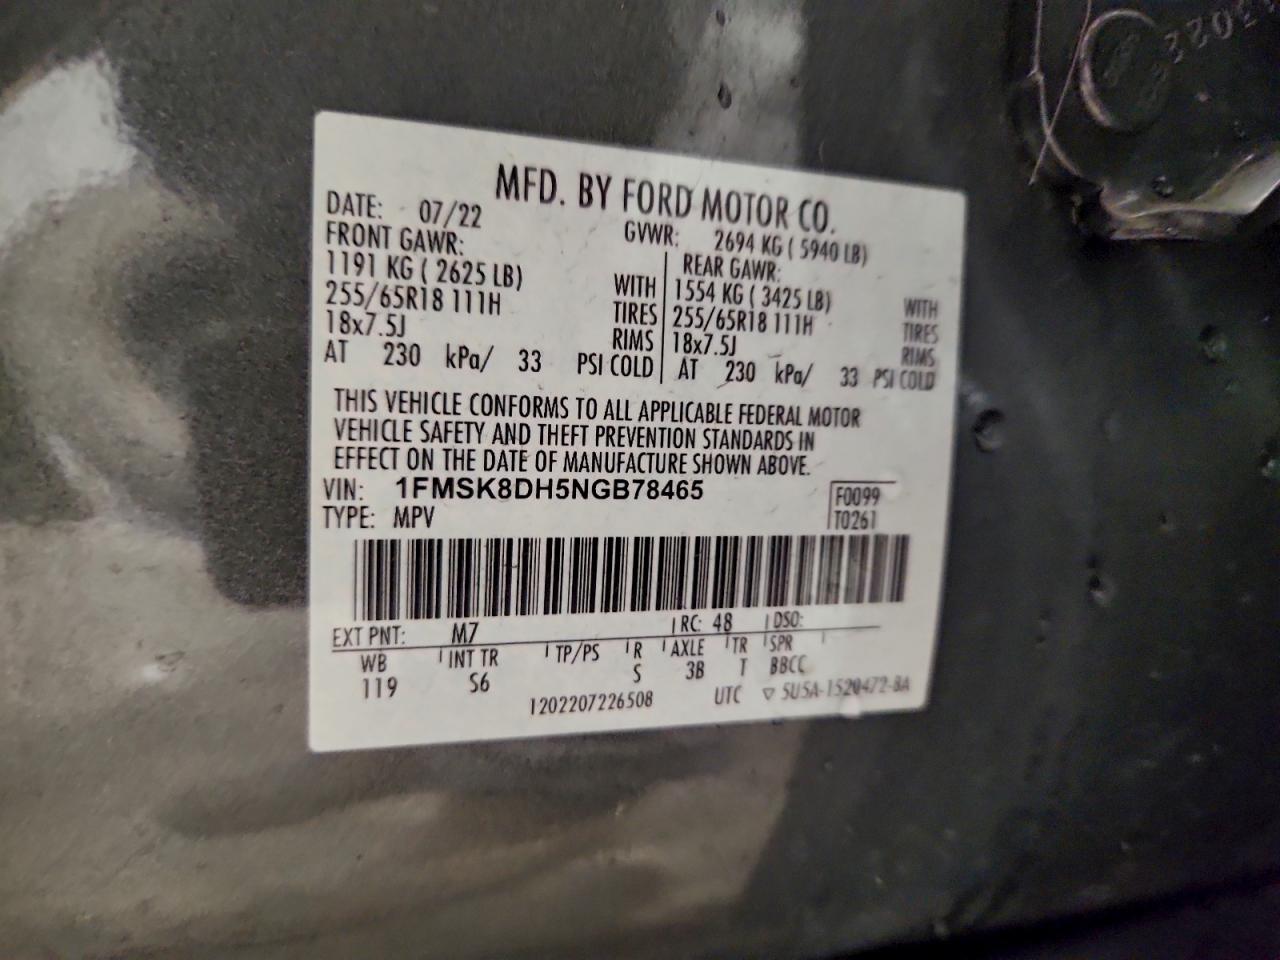 MFD. BY FORD MOTOR CO.
DATE: 07/22 GVWR: 2694 KG ( 5940 LB)
FRONT GAWR: REAR GAWR:
1191 KG ( 2625 LB) WITH 1554 KG ( 3425 LB) WITH
255/65R18 111H TIRES 255/65R18 111H TIRES
18x7.5J RIMS 18x7.5J RIMS
AT 230 kPa/ 33 PSI COLD AT 230 kPa/ 33 PSI COLD
THIS VEHICLE CONFORMS TO ALL APPLICABLE FEDERAL MOTOR
VEHICLE SAFETY AND THEFT PREVENTION STANDARDS IN
EFFECT ON THE DATE OF MANUFACTURE SHOWN ABOVE.
VIN: 1FMSK8DH5NGB78465 F0099
TYPE: MPV T0261
EXT PNT: M7 RC: 48 DSO:
WB INT TR TP/PS R AXLE TR SPR
119 S6 S 3B T BBCC
1202207226508 UTC ▽ 5U5A-1520472-BA